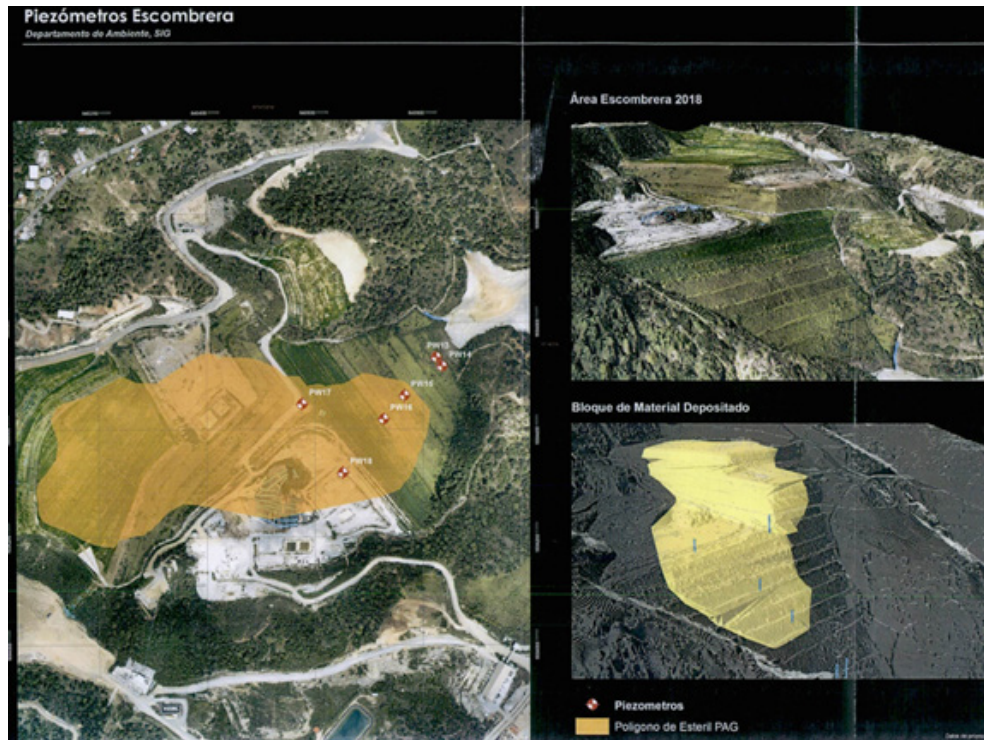 Piezómetros Escombrera
Departamento de Ambiente, SIG
Área Escombrera 2018
PW13
PW14
PW15
PW17
PW16
PW18
Bloque de Material Depositado
Piezometros
Polígono de Esteril PAG